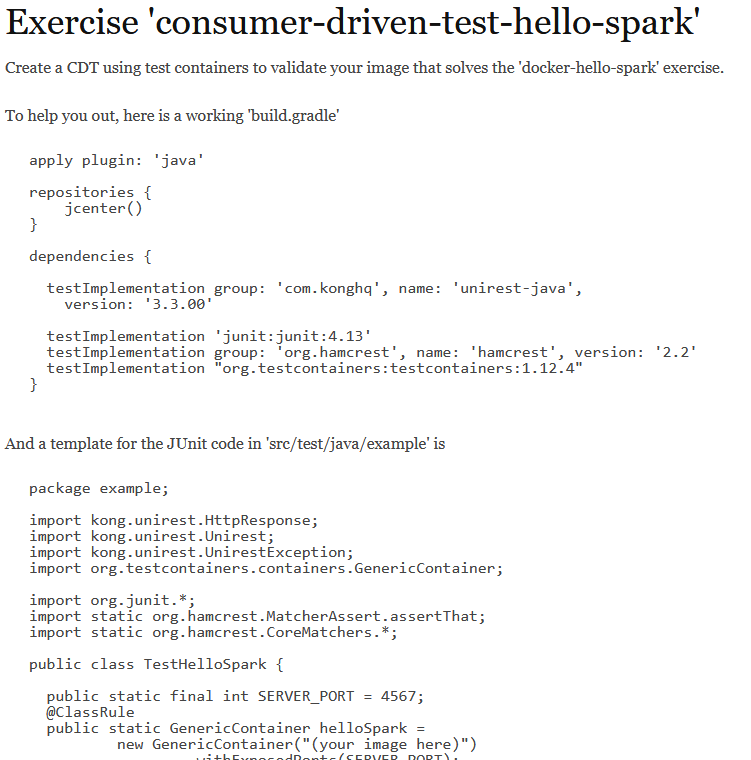 Exercise 'consumer-driven-test-hello-spark'
Create a CDT using test containers to validate your image that solves the 'docker-hello-spark' exercise.
To help you out, here is a working 'build.gradle'
apply plugin: 'java'
repositories {
    jcenter()
}
dependencies {
  testImplementation group: 'com.konghq', name: 'unirest-java',
    version: '3.3.00'
  testImplementation 'junit:junit:4.13'
  testImplementation group: 'org.hamcrest', name: 'hamcrest', version: '2.2'
  testImplementation "org.testcontainers:testcontainers:1.12.4"
}
And a template for the JUnit code in 'src/test/java/example' is
package example;
import kong.unirest.HttpResponse;
import kong.unirest.Unirest;
import kong.unirest.UnirestException;
import org.testcontainers.containers.GenericContainer;
import org.junit.*;
import static org.hamcrest.MatcherAssert.assertThat;
import static org.hamcrest.CoreMatchers.*;
public class TestHelloSpark {
  public static final int SERVER_PORT = 4567;
  @ClassRule
  public static GenericContainer helloSpark =
          new GenericContainer("(your image here)")
                  .withExposedPorts(SERVER_PORT);